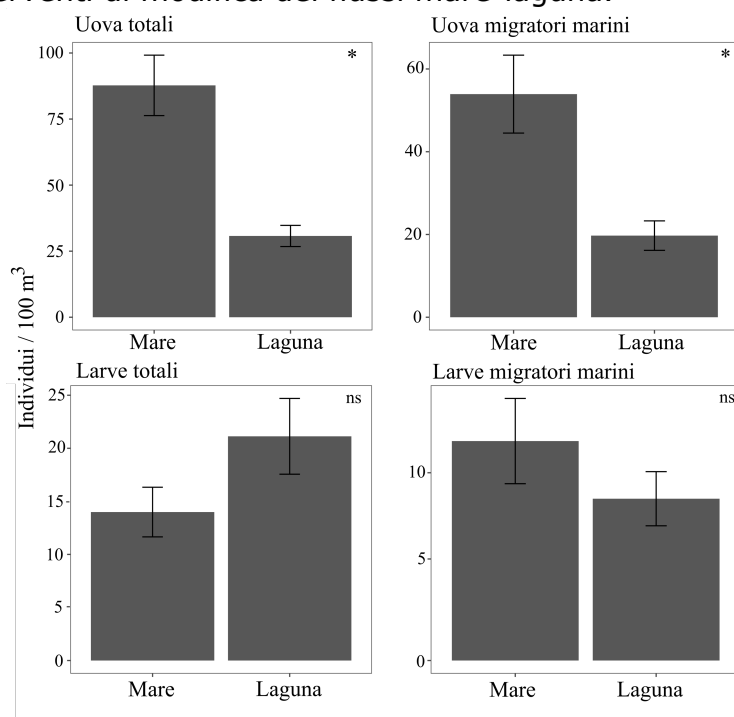 Uova totali
Uova migratori marini
*
*
100
75
50
25
0
60
40
20
0
Mare Laguna
Mare Laguna
Individui / 100 m³
Larve totali
Larve migratori marini
ns
ns
25
20
15
10
5
0
10
5
0
Mare Laguna
Mare Laguna